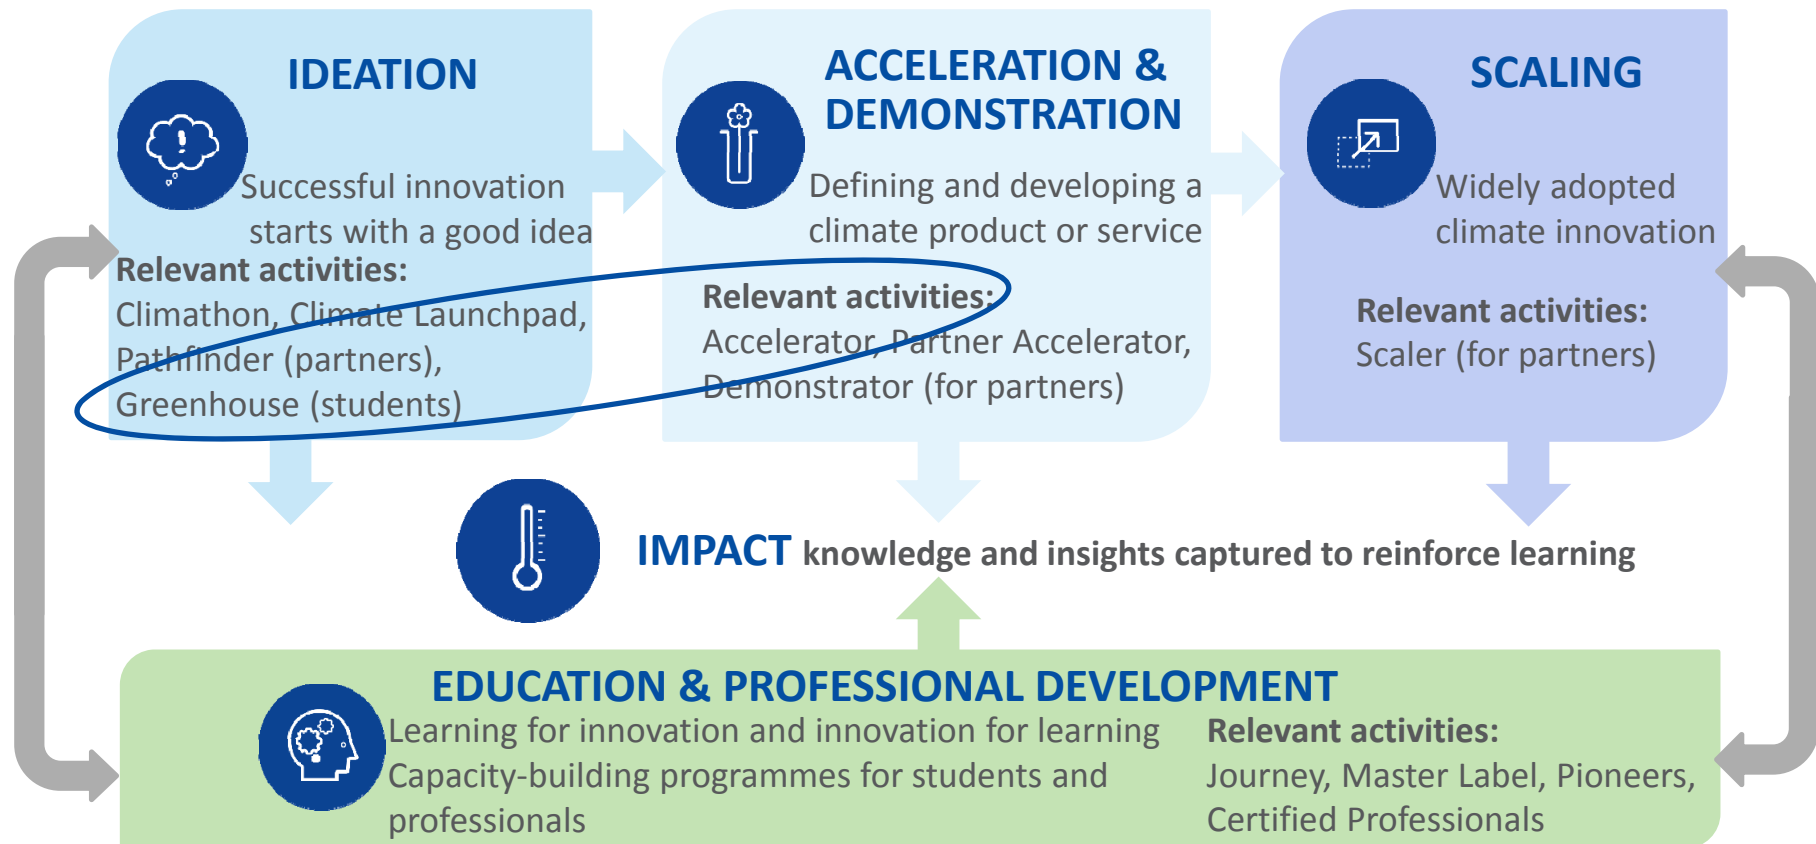 IDEATION
Successful innovation
starts with a good idea
Relevant activities:
Climathon, Climate Launchpad,
Pathfinder (partners),
Greenhouse (students)
ACCELERATION &
DEMONSTRATION
Defining and developing a
climate product or service
Relevant activities:
Accelerator, Partner Accelerator,
Demonstrator (for partners)
SCALING
Widely adopted
climate innovation
Relevant activities:
Scaler (for partners)
IMPACT knowledge and insights captured to reinforce learning
EDUCATION & PROFESSIONAL DEVELOPMENT
Learning for innovation and innovation for learning
Capacity-building programmes for students and
professionals
Relevant activities:
Journey, Master Label, Pioneers,
Certified Professionals